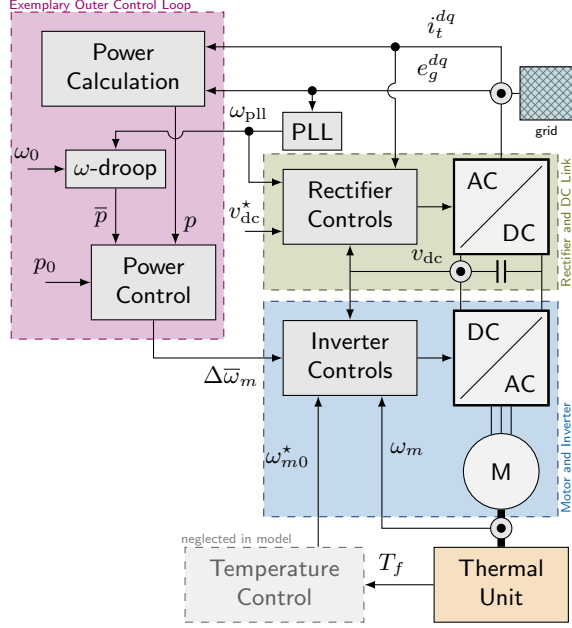 Exemplary Outer Control Loop
Power
Calculation
i_t^{dq}
e_g^{dq}
grid
ω_pll
PLL
ω_0
ω-droop
p̅
p
v_dc^⋆
Rectifier
Controls
AC
DC
Rectifier and DC Link
p_0
Power
Control
v_dc
Δω̅_m
Inverter
Controls
DC
AC
Motor and Inverter
ω_{m0}^⋆
ω_m
M
neglected in model
Temperature
Control
T_f
Thermal
Unit